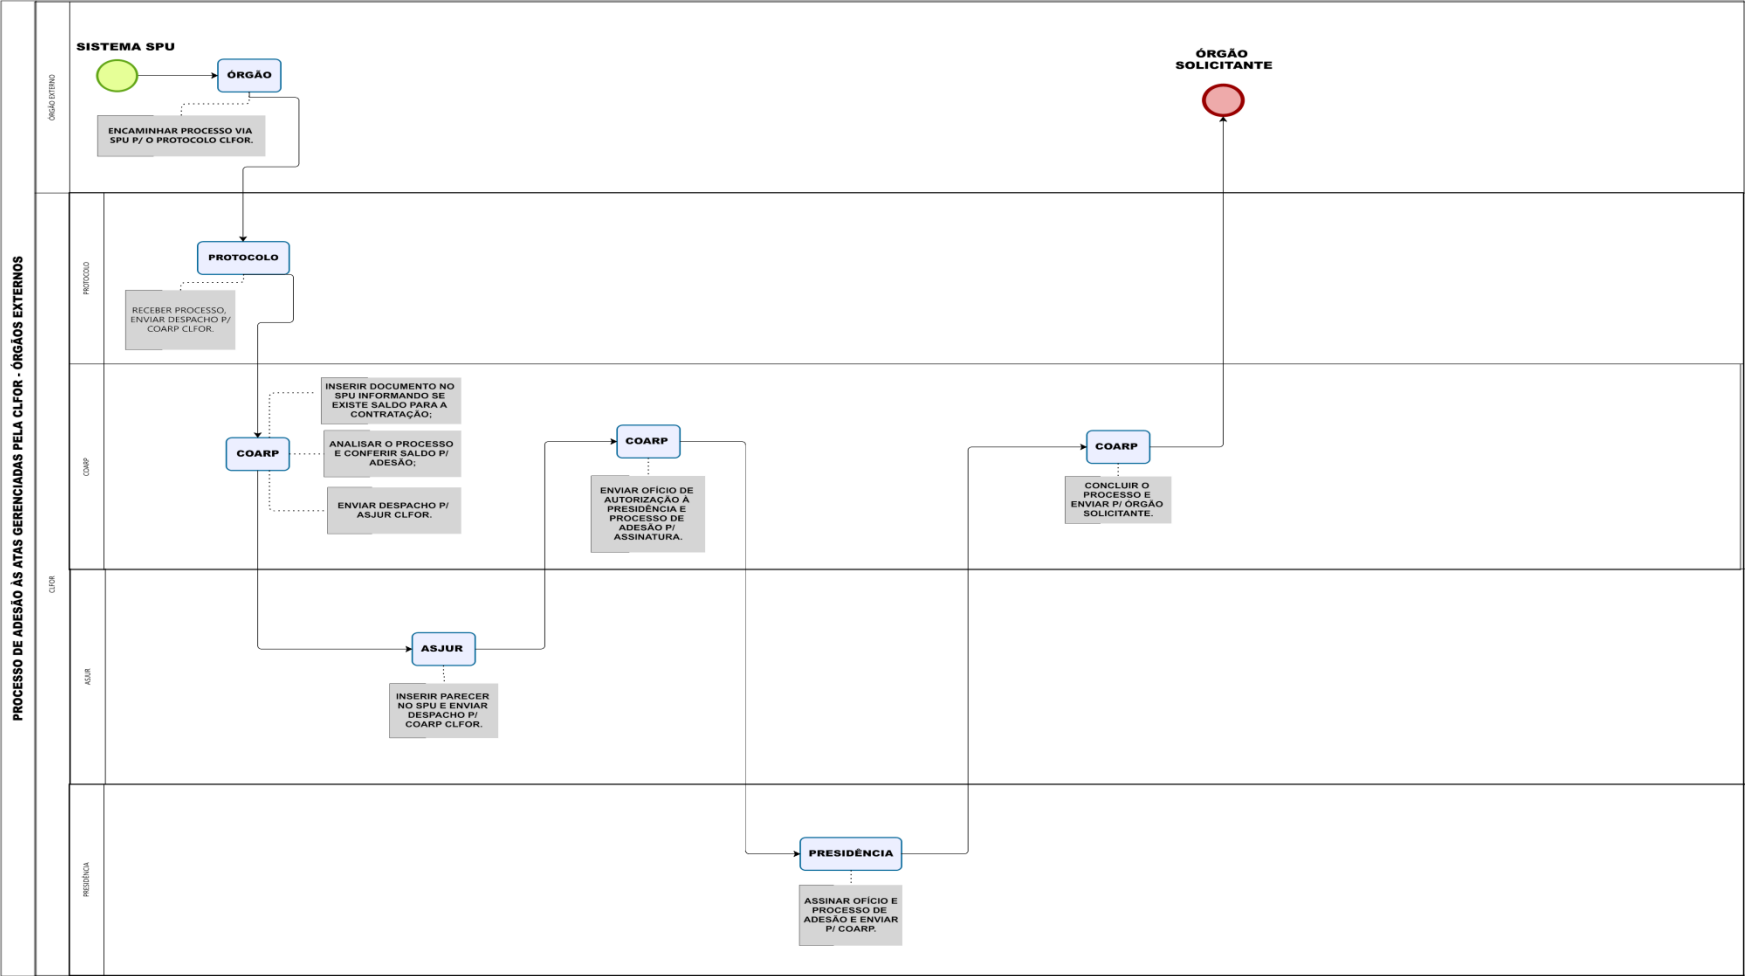 PROCESSO DE ADESÃO ÀS ATAS GERENCIADAS PELA CLFOR - ÓRGÃOS EXTERNOS
ÓRGÃO EXTERNO
SISTEMA SPU
ÓRGÃO
ENCAMINHAR PROCESSO VIA
SPU P/ O PROTOCOLO CLFOR.
ÓRGÃO
SOLICITANTE
CLFOR
PROTOCOLO
PROTOCOLO
RECEBER PROCESSO,
ENVIAR DESPACHO P/
COARP CLFOR.
COARP
COARP
INSERIR DOCUMENTO NO
SPU INFORMANDO SE
EXISTE SALDO PARA A
CONTRATAÇÃO;
ANALISAR O PROCESSO
E CONFERIR SALDO P/
ADESÃO;
ENVIAR DESPACHO P/
ASJUR CLFOR.
COARP
ENVIAR OFÍCIO DE
AUTORIZAÇÃO À
PRESIDÊNCIA E
PROCESSO DE
ADESÃO P/
ASSINATURA.
COARP
CONCLUIR O
PROCESSO E
ENVIAR P/ ÓRGÃO
SOLICITANTE.
ASJUR
ASJUR
INSERIR PARECER
NO SPU E ENVIAR
DESPACHO P/
COARP CLFOR.
PRESIDÊNCIA
PRESIDÊNCIA
ASSINAR OFÍCIO E
PROCESSO DE
ADESÃO E ENVIAR
P/ COARP.